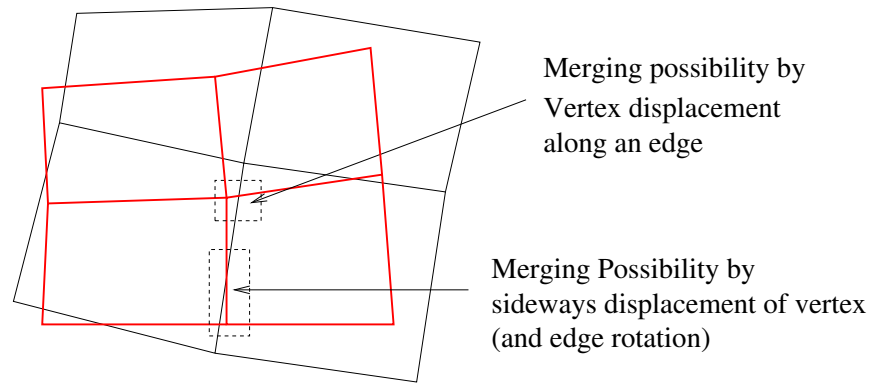 Merging possibility by
Vertex displacement
along an edge
Merging Possibility by
sideways displacement of vertex
(and edge rotation)